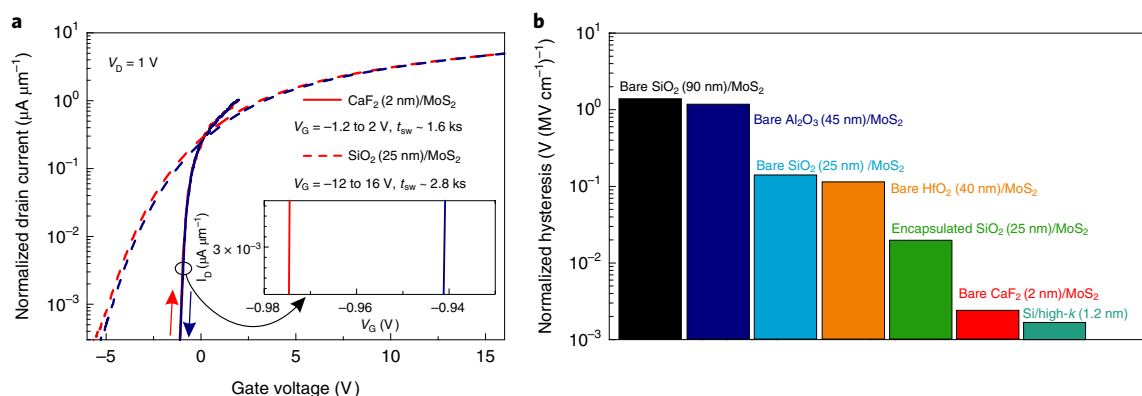 a
Normalized drain current (µA µm⁻¹)
10¹
10⁰
10⁻¹
10⁻²
10⁻³
V_D = 1 V
CaF₂ (2 nm)/MoS₂
V_G = −1.2 to 2 V, t_sw ~ 1.6 ks
SiO₂ (25 nm)/MoS₂
V_G = −12 to 16 V, t_sw ~ 2.8 ks
I_D (µA µm⁻¹)
3 × 10⁻³
−0.98 −0.96 −0.94
V_G (V)
−5 0 5 10 15
Gate voltage (V)
b
Normalized hysteresis (V (MV cm⁻¹)⁻¹)
10¹
10⁰
10⁻¹
10⁻²
10⁻³
Bare SiO₂ (90 nm)/MoS₂
Bare Al₂O₃ (45 nm)/MoS₂
Bare SiO₂ (25 nm) /MoS₂
Bare HfO₂ (40 nm)/MoS₂
Encapsulated SiO₂ (25 nm)/MoS₂
Bare CaF₂ (2 nm)/MoS₂
Si/high-k (1.2 nm)